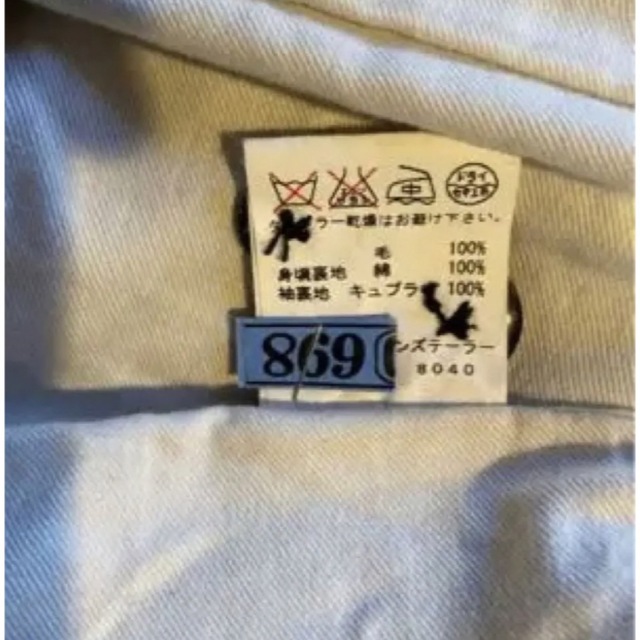 中 ドライ セキユ系
ラー乾燥はお避け下さい。
毛 100%
身頃裏地 綿 100%
袖裏地 キュプラ 100%
869
ンズテーラー
8040